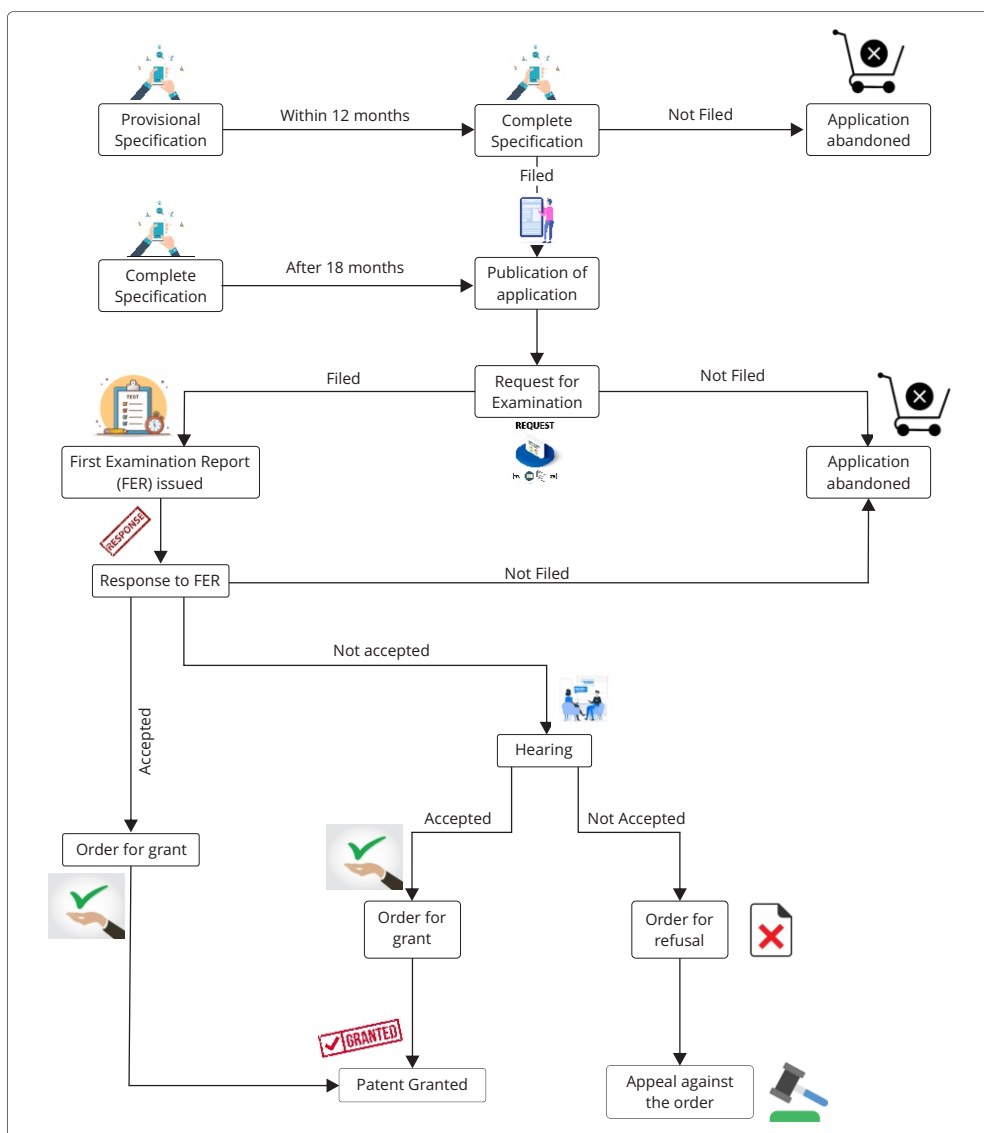 Provisional
Specification
Within 12 months
Complete
Specification
Not Filed
Application
abandoned
Filed
Complete
Specification
After 18 months
Publication of
application
Filed
Request for
Examination
Not Filed
TEST
REQUEST
First Examination Report
(FER) issued
Application
abandoned
RESPONSE
Response to FER
Not Filed
Not accepted
Accepted
Hearing
Accepted
Not Accepted
Order for grant
Order for
grant
Order for
refusal
GRANTED
Patent Granted
Appeal against
the order